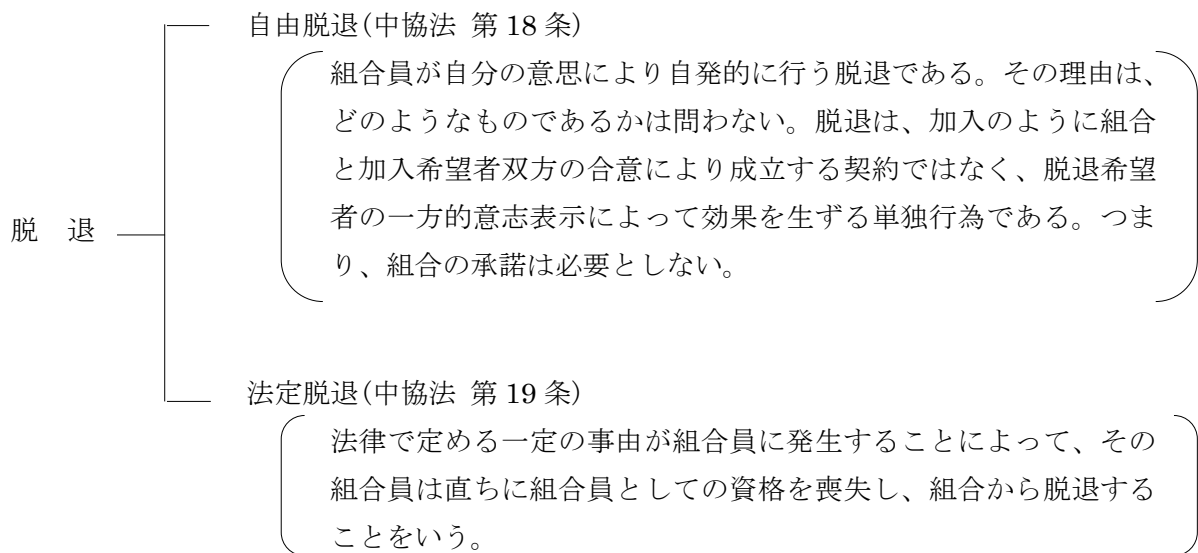 自由脱退(中協法 第18条)
組合員が自分の意思により自発的に行う脱退である。その理由は、
どのようなものであるかは問わない。脱退は、加入のように組合
と加入希望者双方の合意により成立する契約ではなく、脱退希望
者の一方的意志表示によって効果を生ずる単独行為である。つま
り、組合の承諾は必要としない。
脱 退
法定脱退(中協法 第19条)
法律で定める一定の事由が組合員に発生することによって、その
組合員は直ちに組合員としての資格を喪失し、組合から脱退する
ことをいう。